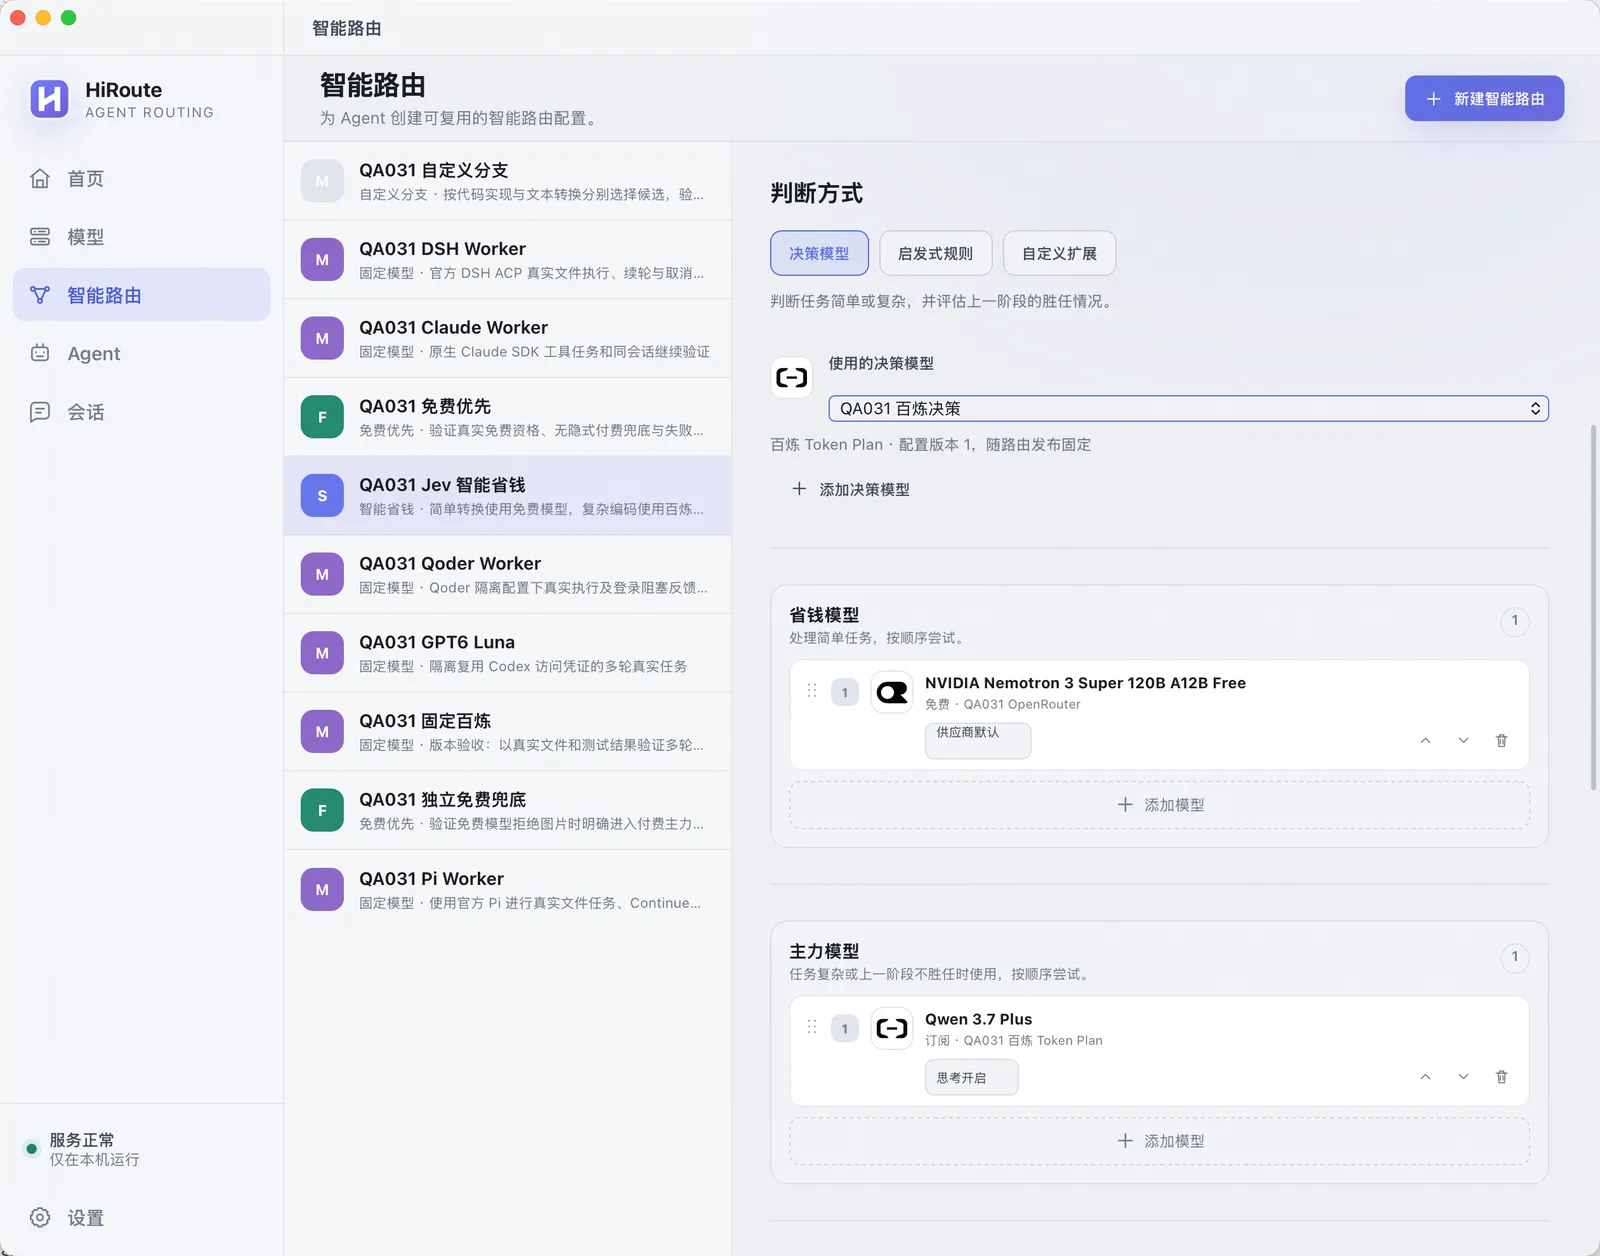 智能路由
HiRoute
AGENT ROUTING
首页
模型
智能路由
Agent
会话
服务正常
仅在本机运行
设置
智能路由
为 Agent 创建可复用的智能路由配置。
新建智能路由
M
QA031 自定义分支
自定义分支 · 按代码实现与文本转换分别选择候选，验...
M
QA031 DSH Worker
固定模型 · 官方 DSH ACP 真实文件执行、续轮与取消...
M
QA031 Claude Worker
固定模型 · 原生 Claude SDK 工具任务和同会话继续验证
F
QA031 免费优先
免费优先 · 验证真实免费资格、无隐式付费兜底与失败...
S
QA031 Jev 智能省钱
智能省钱 · 简单转换使用免费模型，复杂编码使用百炼...
M
QA031 Qoder Worker
固定模型 · Qoder 隔离配置下真实执行及登录阻塞反馈...
M
QA031 GPT6 Luna
固定模型 · 隔离复用 Codex 访问凭证的多轮真实任务
M
QA031 固定百炼
固定模型 · 版本验收：以真实文件和测试结果验证多轮...
F
QA031 独立免费兜底
免费优先 · 验证免费模型拒绝图片时明确进入付费主力...
M
QA031 Pi Worker
固定模型 · 使用官方 Pi 进行真实文件任务、Continue...
判断方式
决策模型
启发式规则
自定义扩展
判断任务简单或复杂，并评估上一阶段的胜任情况。
使用的决策模型
QA031 百炼决策
百炼 Token Plan · 配置版本 1，随路由发布固定
添加决策模型
省钱模型
1
处理简单任务，按顺序尝试。
1
NVIDIA Nemotron 3 Super 120B A12B Free
免费 · QA031 OpenRouter
供应商默认
添加模型
主力模型
1
任务复杂或上一阶段不胜任时使用，按顺序尝试。
1
Qwen 3.7 Plus
订阅 · QA031 百炼 Token Plan
思考开启
添加模型